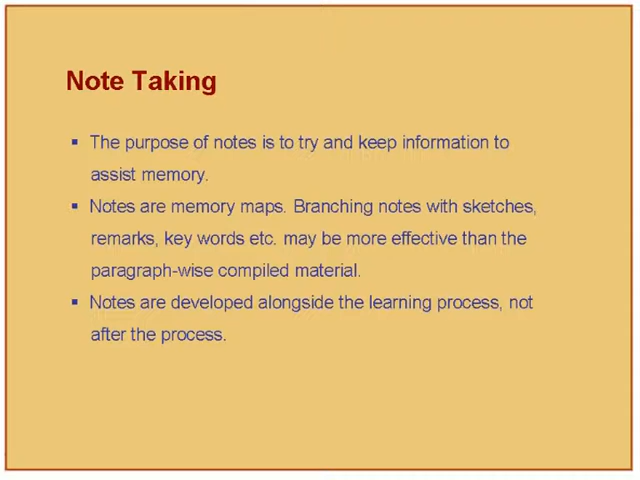 Note Taking
▪ The purpose of notes is to try and keep information to
assist memory.
▪ Notes are memory maps. Branching notes with sketches,
remarks, key words etc. may be more effective than the
paragraph-wise compiled material.
▪ Notes are developed alongside the learning process, not
after the process.